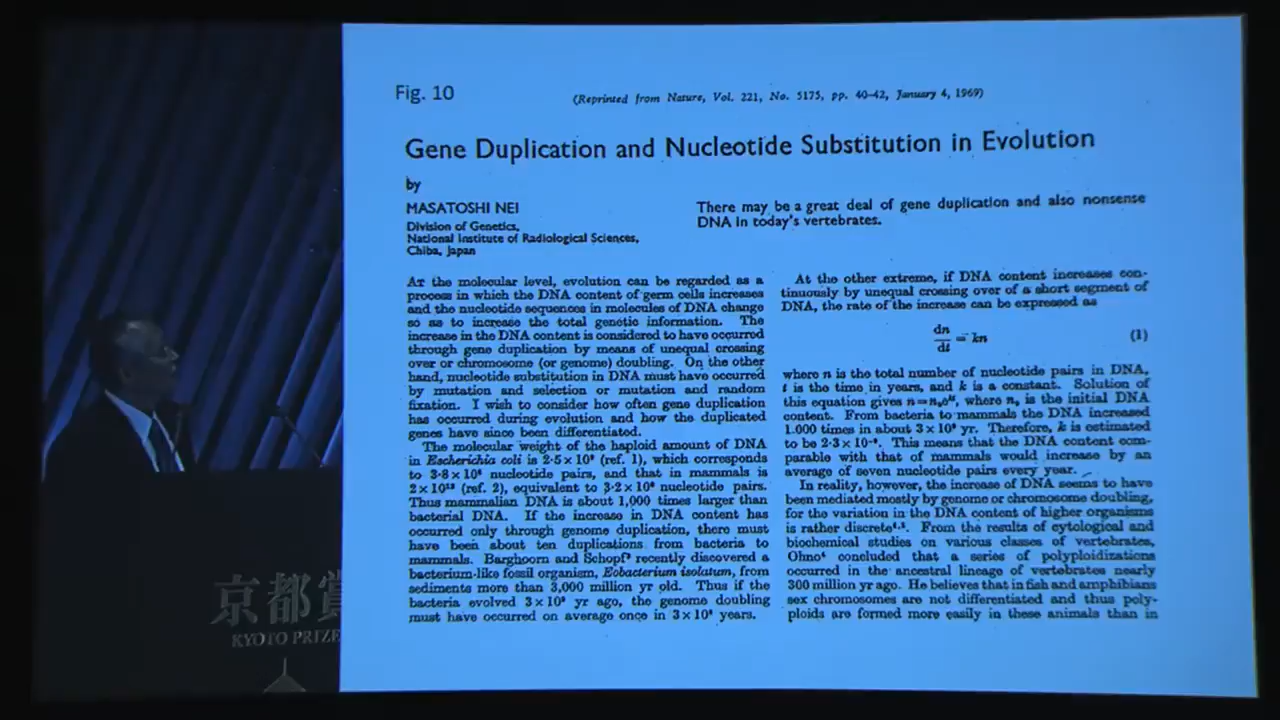 Fig. 10
(Reprinted from Nature, Vol. 221, No. 5175, pp. 40-42, January 4, 1969)
Gene Duplication and Nucleotide Substitution in Evolution
by
MASATOSHI NEI
Division of Genetics,
National Institute of Radiological Sciences,
Chiba, Japan
There may be a great deal of gene duplication and also nonsense
DNA in today's vertebrates.
At the molecular level, evolution can be regarded as a
process in which the DNA content of germ cells increases
and the nucleotide sequences in molecules of DNA change
so as to increase the total genetic information. The
increase in the DNA content is considered to have occurred
through gene duplication by means of unequal crossing
over or chromosome (or genome) doubling. On the other
hand, nucleotide substitution in DNA must have occurred
by mutation and selection or mutation and random
fixation. I wish to consider how often gene duplication
has occurred during evolution and how the duplicated
genes have since been differentiated.
The molecular weight of the haploid amount of DNA
in Escherichia coli is 2·5 × 10⁹ (ref. 1), which corresponds
to 3·8 × 10⁶ nucleotide pairs, and that in mammals is
2 × 10¹² (ref. 2), equivalent to 3·2 × 10⁹ nucleotide pairs.
Thus mammalian DNA is about 1,000 times larger than
bacterial DNA. If the increase in DNA content has
occurred only through genome duplication, there must
have been about ten duplications from bacteria to
mammals. Barghoorn and Schopf³ recently discovered a
bacterium-like fossil organism, Eobacterium isolatum, from
sediments more than 3,000 million yr old. Thus if the
bacteria evolved 3 × 10⁹ yr ago, the genome doubling
must have occurred on average once in 3 × 10⁸ years.
At the other extreme, if DNA content increases con-
tinuously by unequal crossing over of a short segment of
DNA, the rate of the increase can be expressed as
dn
dt = kn (1)
where n is the total number of nucleotide pairs in DNA,
t is the time in years, and k is a constant. Solution of
this equation gives n=n₀eᵏᵗ, where n₀ is the initial DNA
content. From bacteria to mammals the DNA increased
1.000 times in about 3 × 10⁹ yr. Therefore, k is estimated
to be 2·3 × 10⁻⁹. This means that the DNA content com-
parable with that of mammals would increase by an
average of seven nucleotide pairs every year.
In reality, however, the increase of DNA seems to have
been mediated mostly by genome or chromosome doubling,
for the variation in the DNA content of higher organisms
is rather discrete⁴,⁵. From the results of cytological and
biochemical studies on various classes of vertebrates,
Ohno⁶ concluded that a series of polyploidizations
occurred in the ancestral lineage of vertebrates nearly
300 million yr ago. He believes that in fish and amphibians
sex chromosomes are not differentiated and thus poly-
ploids are formed more easily in these animals than in
京都賞
KYOTO PRIZE